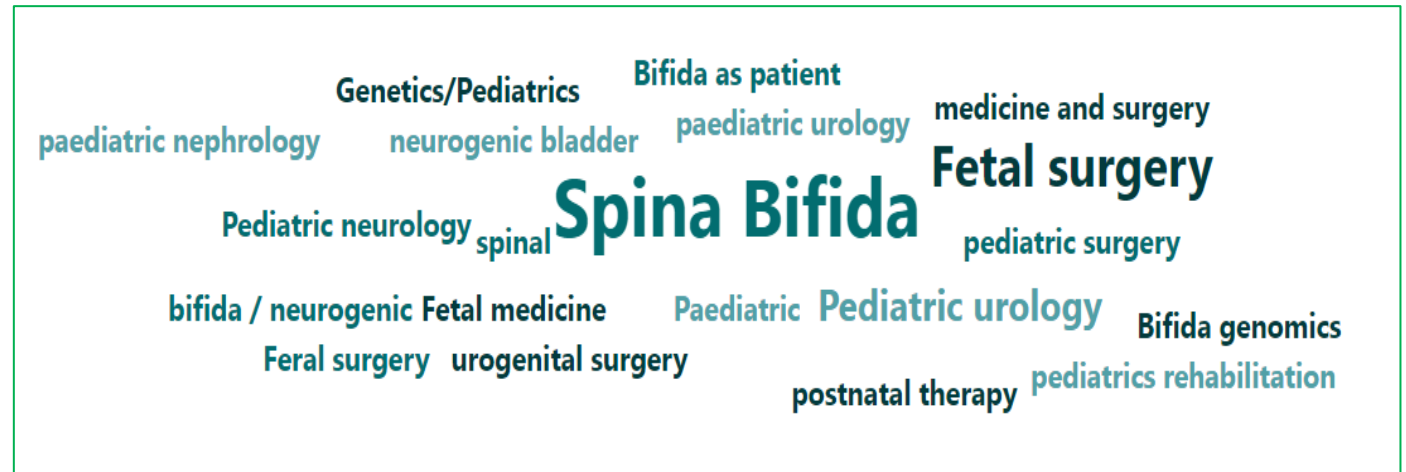 Bifida as patient
Genetics/Pediatrics
medicine and surgery
paediatric urology
paediatric nephrology
neurogenic bladder
Fetal surgery
Spina Bifida
Pediatric neurology
spinal
pediatric surgery
bifida / neurogenic
Fetal medicine
Paediatric
Pediatric urology
Bifida genomics
Feral surgery
urogenital surgery
pediatrics rehabilitation
postnatal therapy